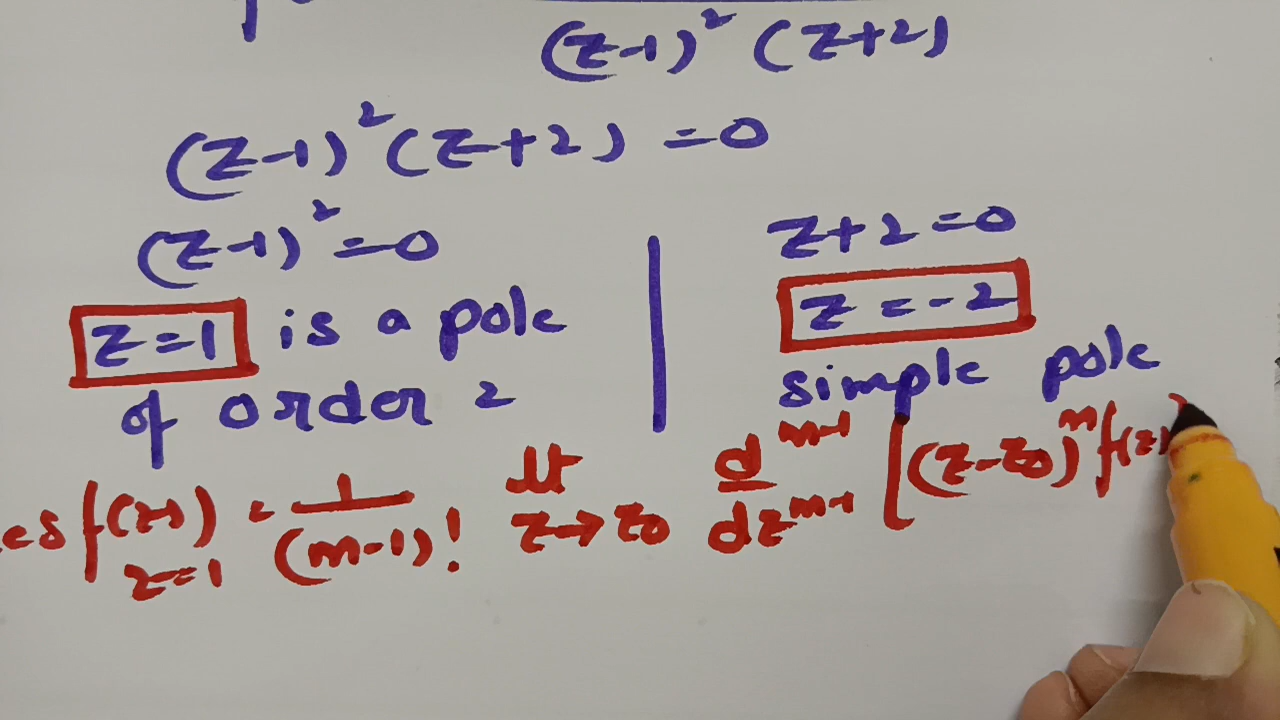 (z-1)² (z+2)
(z-1)² (z+2) = 0
(z-1)² = 0
z = 1 is a pole
of order 2
z+2 = 0
z = -2
simple pole
es f(z) = 1/(m-1)! lt z→z₀ d^(m-1)/dz^(m-1) [(z-z₀)^m f(z)
z=1